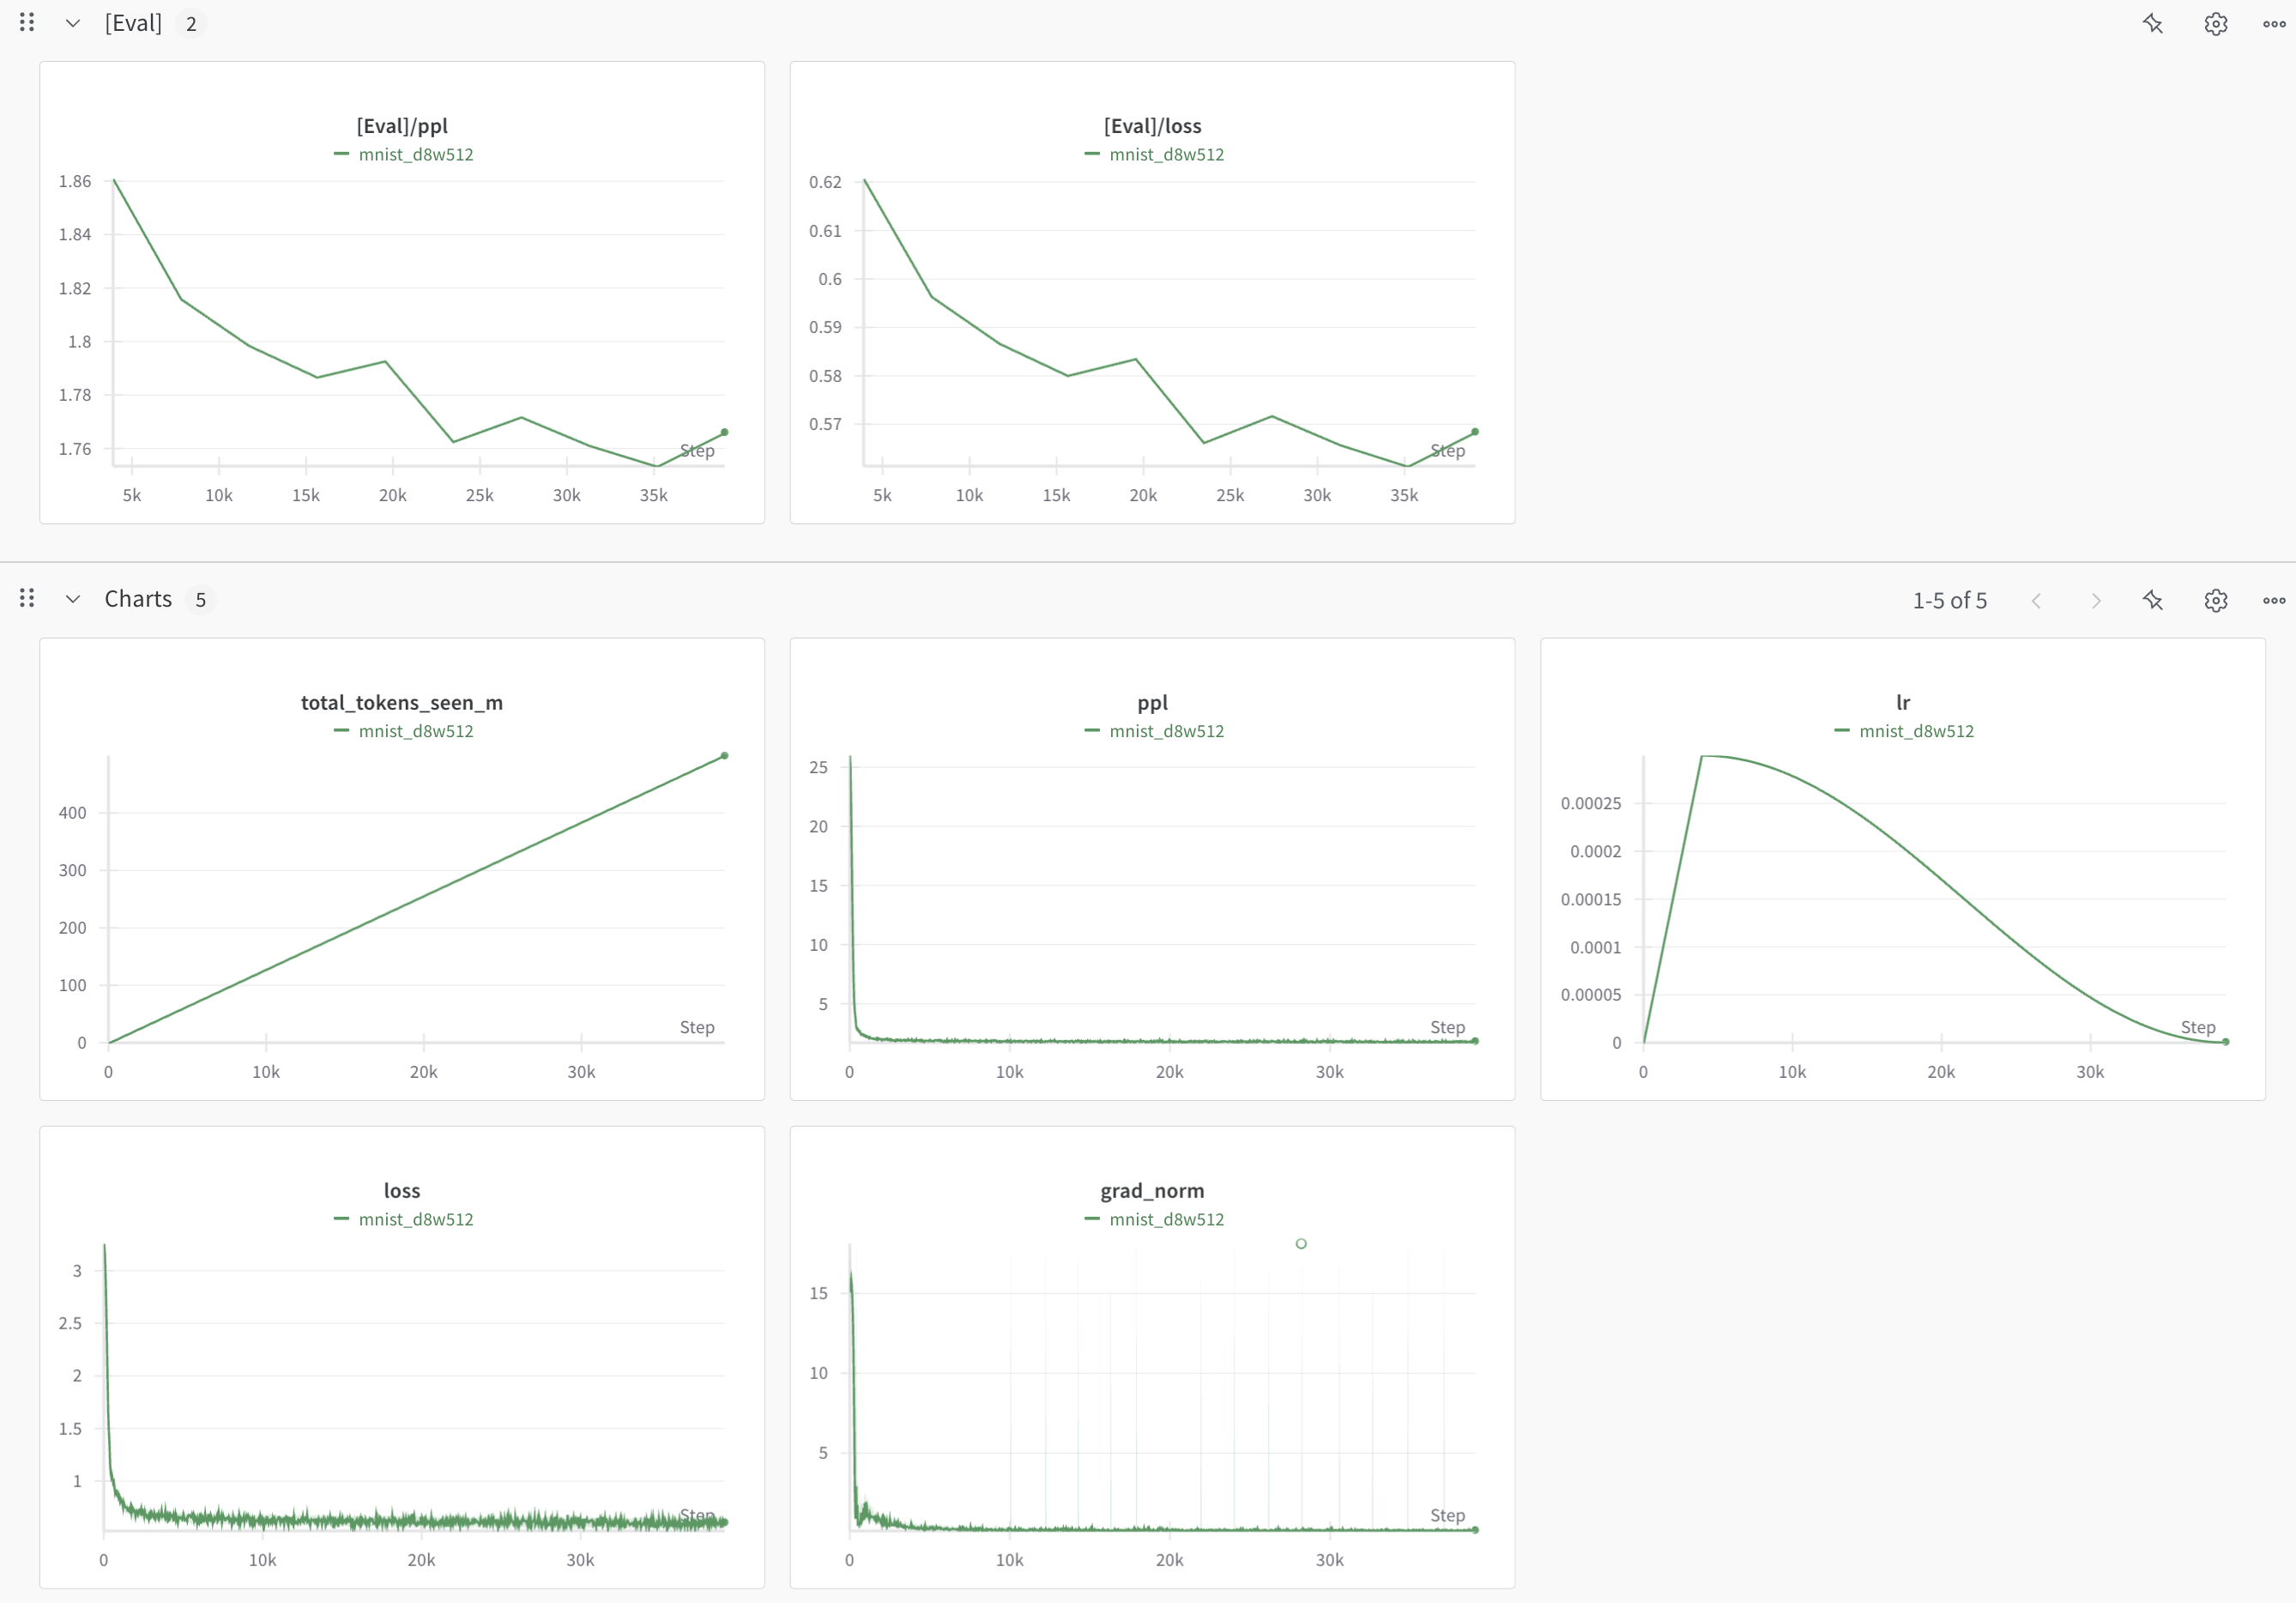 [Eval] 2
[Eval]/ppl
mnist_d8w512
1.86
1.84
1.82
1.8
1.78
1.76
Step
5k 10k 15k 20k 25k 30k 35k
[Eval]/loss
mnist_d8w512
0.62
0.61
0.6
0.59
0.58
0.57
Step
5k 10k 15k 20k 25k 30k 35k
Charts 5
1-5 of 5
total_tokens_seen_m
mnist_d8w512
400
300
200
100
0
Step
0 10k 20k 30k
ppl
mnist_d8w512
25
20
15
10
5
Step
0 10k 20k 30k
lr
mnist_d8w512
0.00025
0.0002
0.00015
0.0001
0.00005
0
Step
0 10k 20k 30k
loss
mnist_d8w512
3
2.5
2
1.5
1
Step
0 10k 20k 30k
grad_norm
mnist_d8w512
15
10
5
Step
0 10k 20k 30k